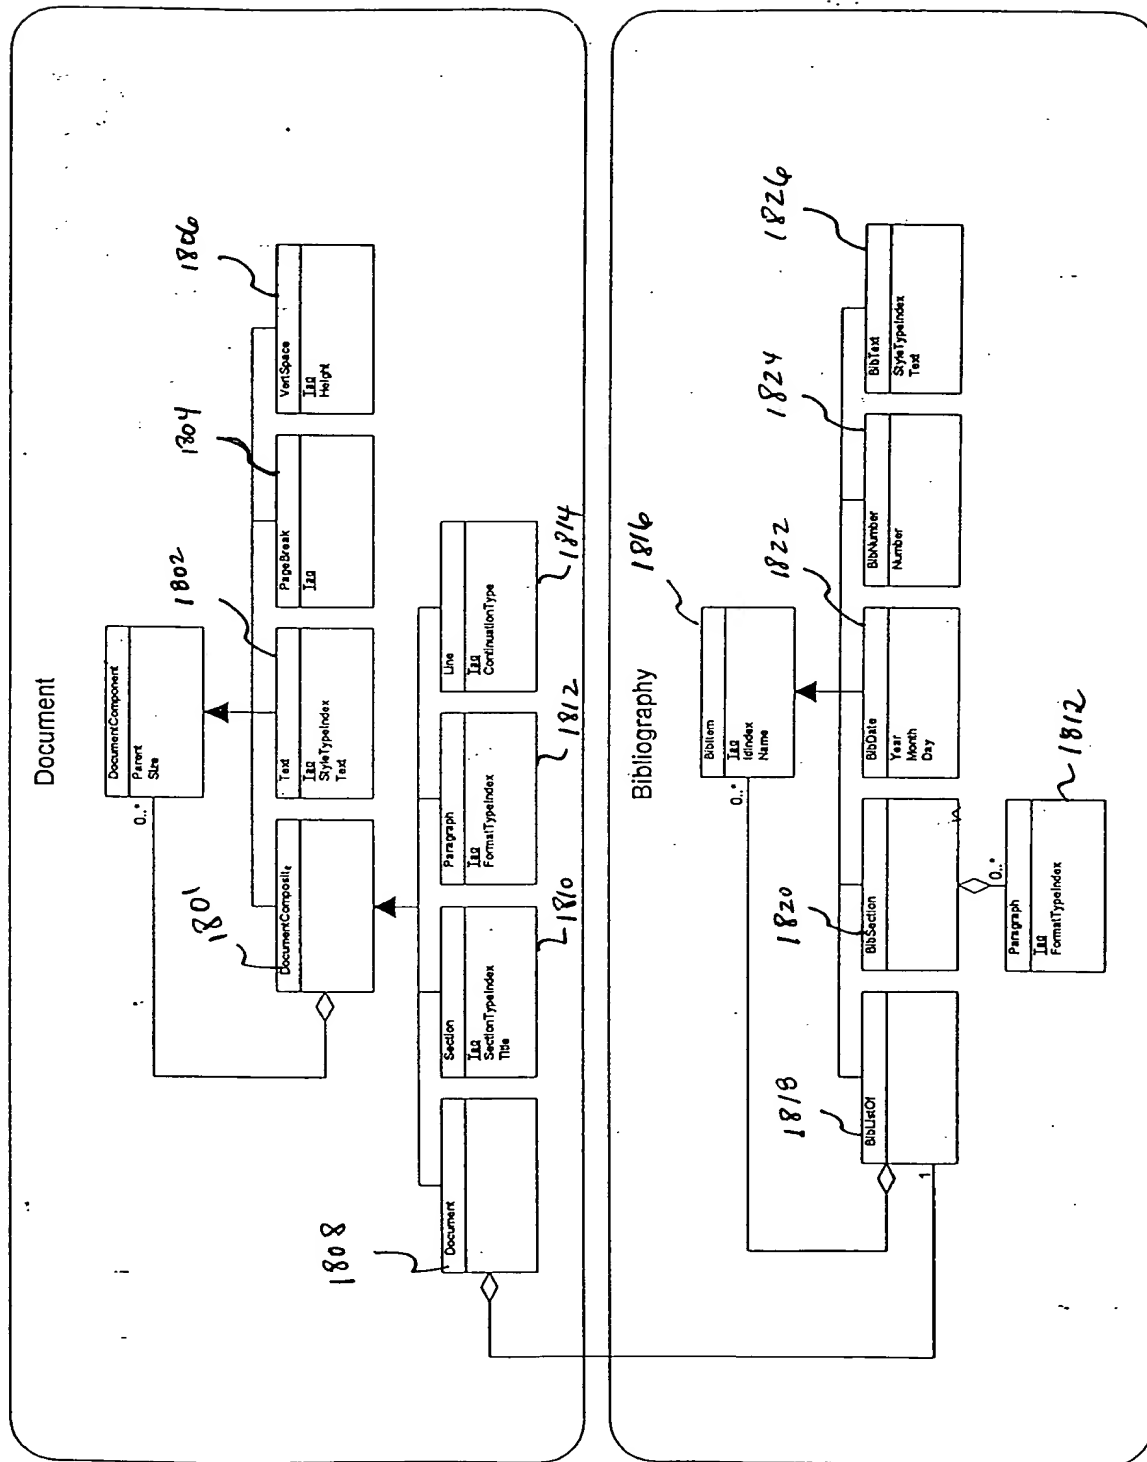 Document
DocumentComponent
Parent
Size
0..*
1801
DocumentComposite
1802
Text
Tag
StyleTypeIndex
Text
1804
PageBreak
Tag
1806
VertSpace
Tag
Height
1808
Document
Section
Tag
SectionTypeIndex
Title
1810
Paragraph
Tag
FormatTypeIndex
1812
Line
Tag
ContinuationType
1814
Bibliography
BibItem
Tag
IdIndex
Name
1816
0..*
1818
BibListOf
1
1820
BibSection
0..*
Paragraph
Tag
FormatTypeIndex
1812
1822
BibDate
Year
Month
Day
1824
BibNumber
Number
1826
BibText
StyleTypeIndex
Text